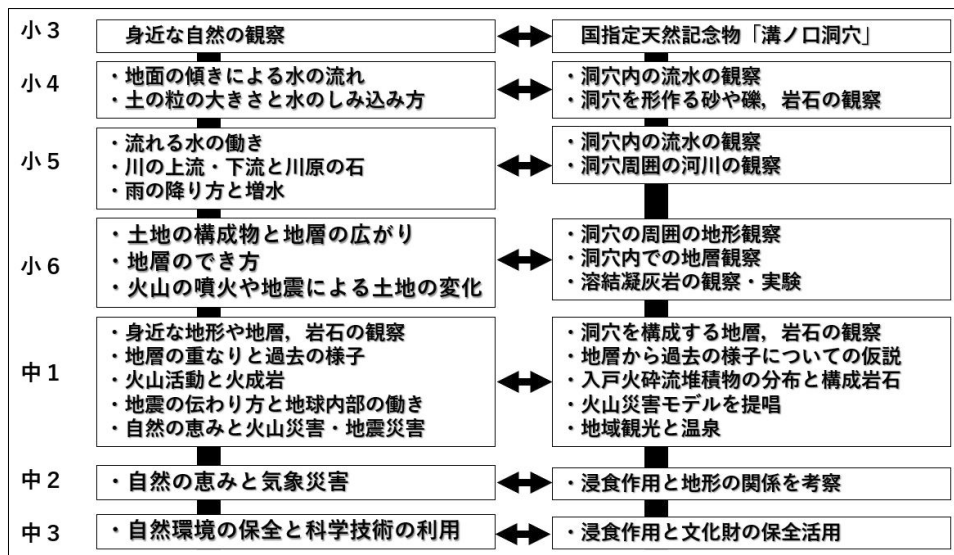 小3
身近な自然の観察
国指定天然記念物「溝ノ口洞穴」
小4
・地面の傾きによる水の流れ
・土の粒の大きさと水のしみ込み方
・洞穴内の流水の観察
・洞穴を形作る砂や礫，岩石の観察
小5
・流れる水の働き
・川の上流・下流と川原の石
・雨の降り方と増水
・洞穴内の流水の観察
・洞穴周囲の河川の観察
小6
・土地の構成物と地層の広がり
・地層のでき方
・火山の噴火や地震による土地の変化
・洞穴の周囲の地形観察
・洞穴内での地層観察
・溶結凝灰岩の観察・実験
中1
・身近な地形や地層，岩石の観察
・地層の重なりと過去の様子
・火山活動と火成岩
・地震の伝わり方と地球内部の働き
・自然の恵みと火山災害・地震災害
・洞穴を構成する地層，岩石の観察
・地層から過去の様子についての仮説
・入戸火砕流堆積物の分布と構成岩石
・火山災害モデルを提唱
・地域観光と温泉
中2
・自然の恵みと気象災害
・浸食作用と地形の関係を考察
中3
・自然環境の保全と科学技術の利用
・浸食作用と文化財の保全活用